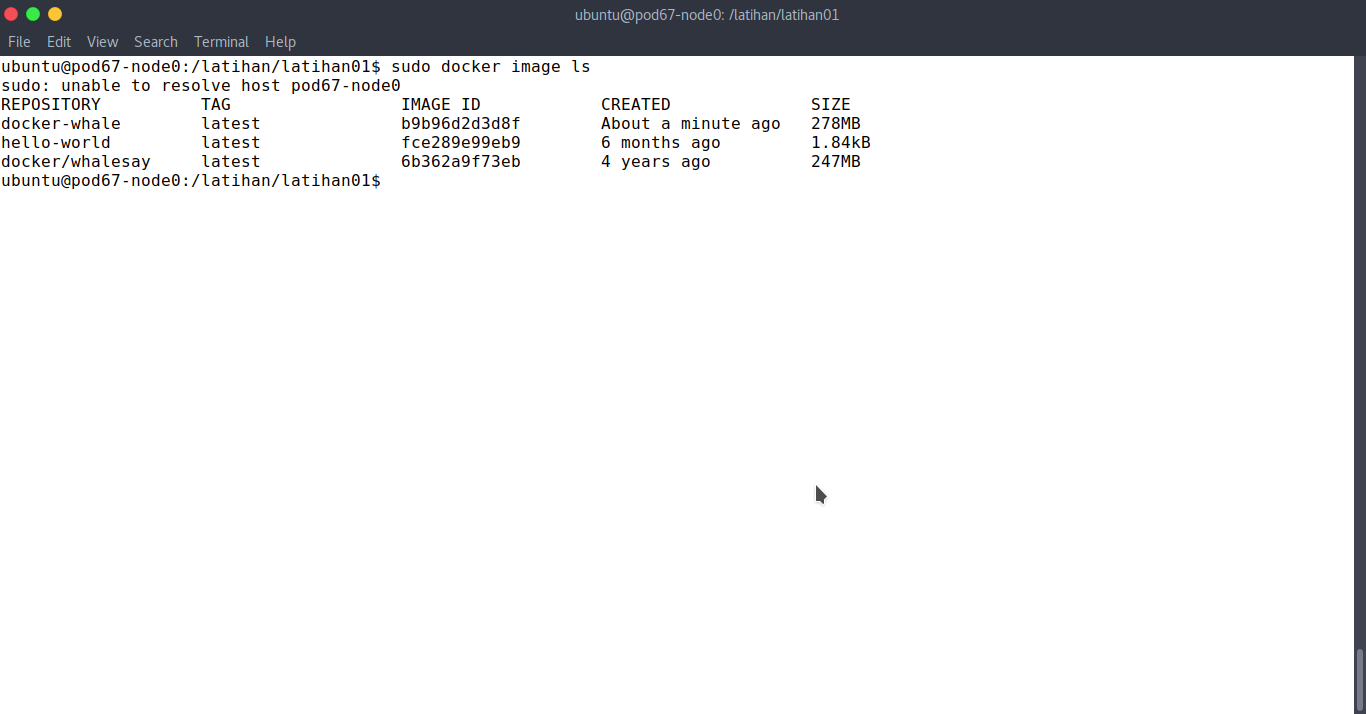 ubuntu@pod67-node0: /latihan/latihan01
File Edit View Search Terminal Help
ubuntu@pod67-node0:/latihan/latihan01$ sudo docker image ls
sudo: unable to resolve host pod67-node0
REPOSITORY          TAG                 IMAGE ID            CREATED              SIZE
docker-whale        latest              b9b96d2d3d8f        About a minute ago   278MB
hello-world         latest              fce289e99eb9        6 months ago         1.84kB
docker/whalesay     latest              6b362a9f73eb        4 years ago          247MB
ubuntu@pod67-node0:/latihan/latihan01$